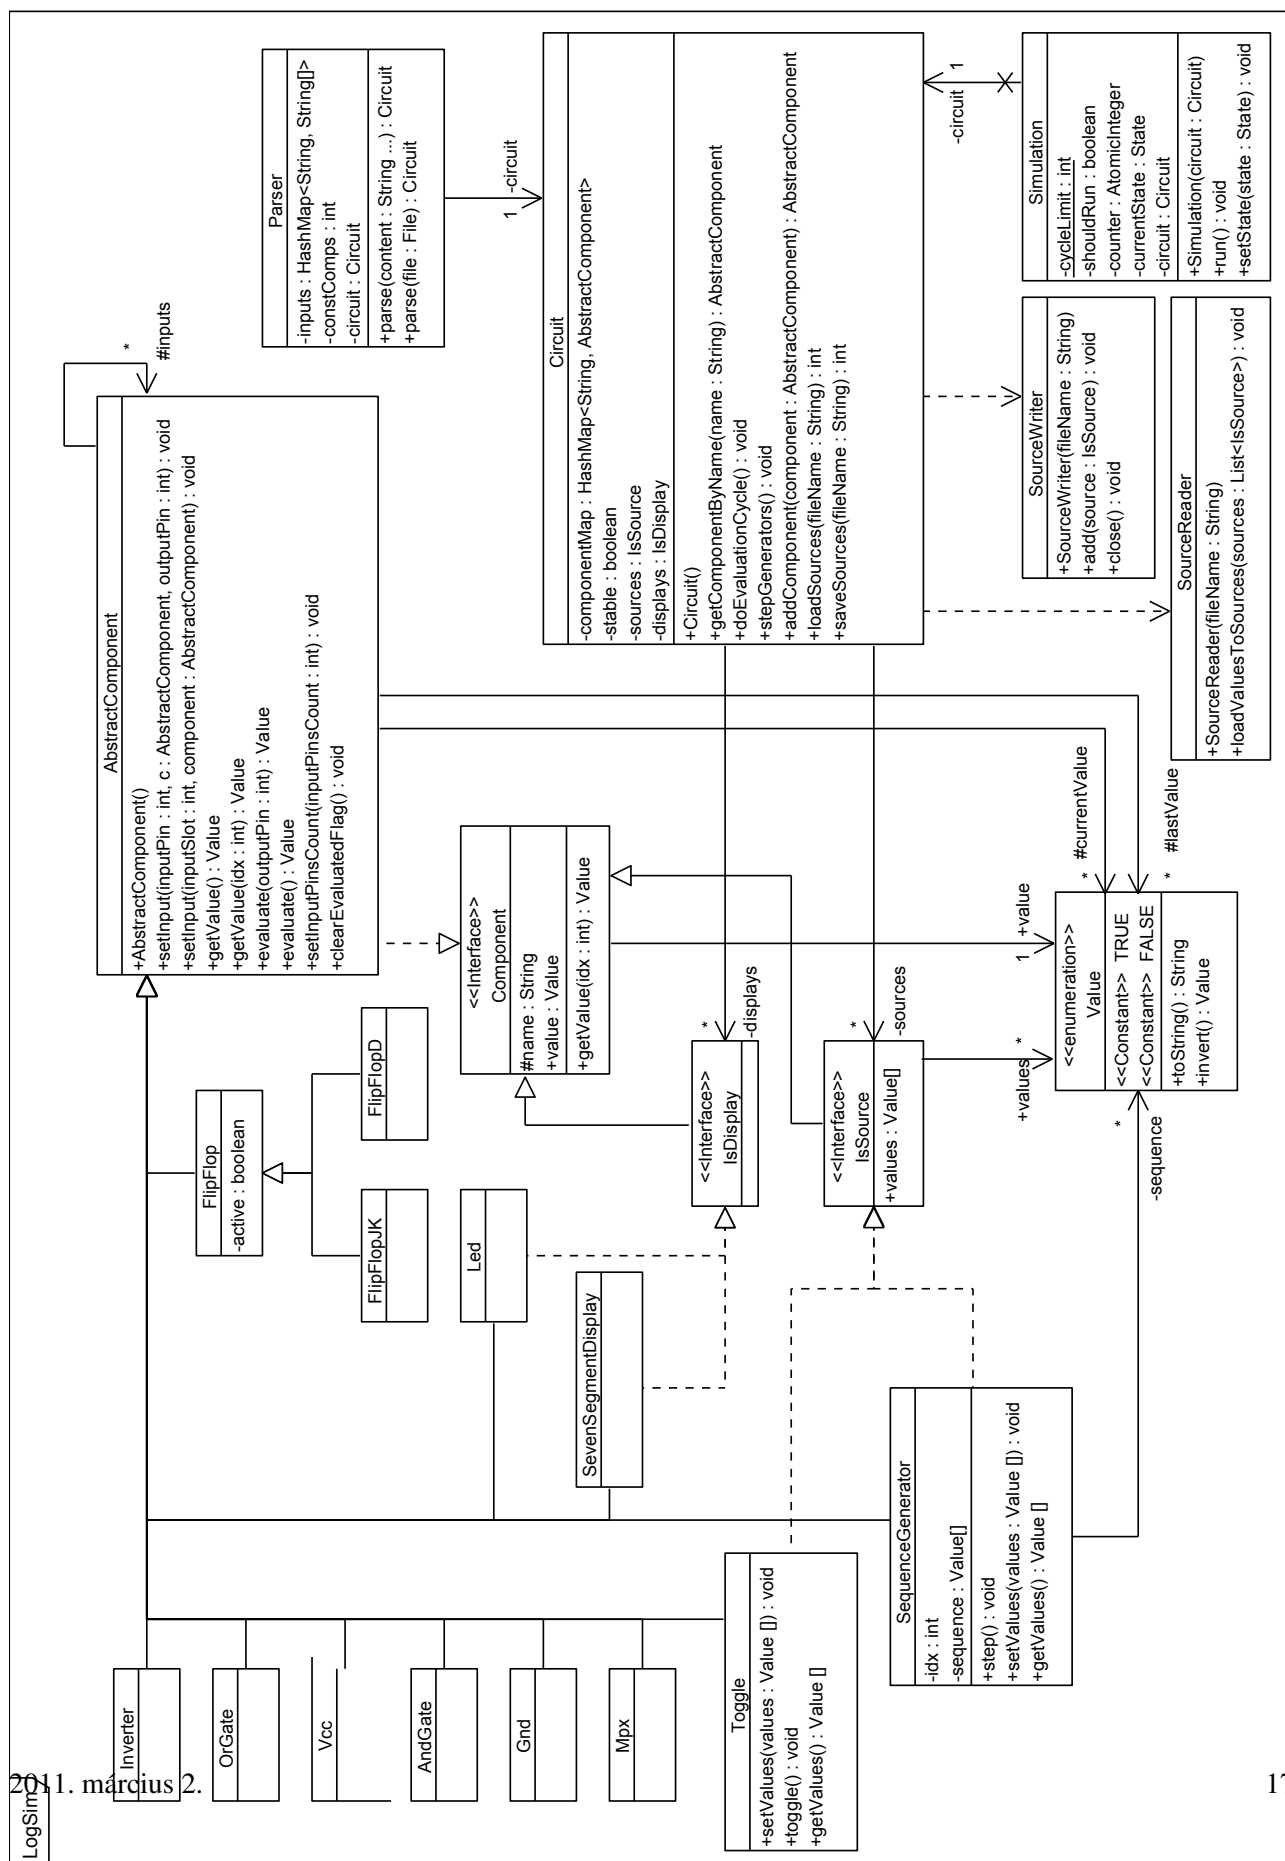 LogSim
Inverter
OrGate
Vcc
AndGate
Gnd
Mpx
Toggle
+setValues(values : Value []) : void
+toggle() : void
+getValues() : Value []
SequenceGenerator
-idx : int
-sequence : Value[]
+step() : void
+setValues(values : Value []) : void
+getValues() : Value []
SevenSegmentDisplay
Led
FlipFlop
-active : boolean
FlipFlopJK
FlipFlopD
<<Interface>>
IsDisplay
-displays
*
<<Interface>>
IsSource
+values : Value[]
-sources
*
<<Interface>>
Component
#name : String
+value : Value
+getValue(idx : int) : Value
<<enumeration>>
Value
<<Constant>> TRUE
<<Constant>> FALSE
+toString() : String
+invert() : Value
-sequence
*
+values
*
1
+value
*
#currentValue
*
#lastValue
AbstractComponent
+AbstractComponent()
+setInput(inputPin : int, c : AbstractComponent, outputPin : int) : void
+setInput(inputSlot : int, component : AbstractComponent) : void
+getValue() : Value
+getValue(idx : int) : Value
+evaluate(outputPin : int) : Value
+evaluate() : Value
+setInputPinsCount(inputPinsCount : int) : void
+clearEvaluatedFlag() : void
*
#inputs
Parser
-inputs : HashMap<String, String[]>
-constComps : int
-circuit : Circuit
+parse(content : String ...) : Circuit
+parse(file : File) : Circuit
1
-circuit
Circuit
-componentMap : HashMap<String, AbstractComponent>
-stable : boolean
-sources : IsSource
-displays : IsDisplay
+Circuit()
+getComponentByName(name : String) : AbstractComponent
+doEvaluationCycle() : void
+stepGenerators() : void
+addComponent(component : AbstractComponent) : AbstractComponent
+loadSources(fileName : String) : int
+saveSources(fileName : String) : int
-circuit
1
Simulation
-cycleLimit : int
-shouldRun : boolean
-counter : AtomicInteger
-currentState : State
-circuit : Circuit
+Simulation(circuit : Circuit)
+run() : void
+setState(state : State) : void
SourceWriter
+SourceWriter(fileName : String)
+add(source : IsSource) : void
+close() : void
SourceReader
+SourceReader(fileName : String)
+loadValuesToSources(sources : List<IsSource>) : void
2011. március 2.